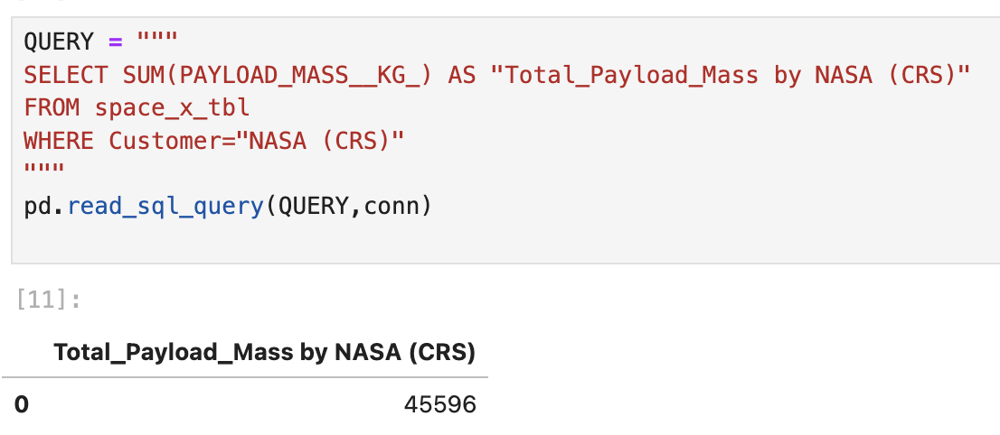 QUERY = """
SELECT SUM(PAYLOAD_MASS__KG_) AS "Total_Payload_Mass by NASA (CRS)"
FROM space_x_tbl
WHERE Customer="NASA (CRS)"
"""
pd.read_sql_query(QUERY,conn)
[11]:
Total_Payload_Mass by NASA (CRS)
0 45596